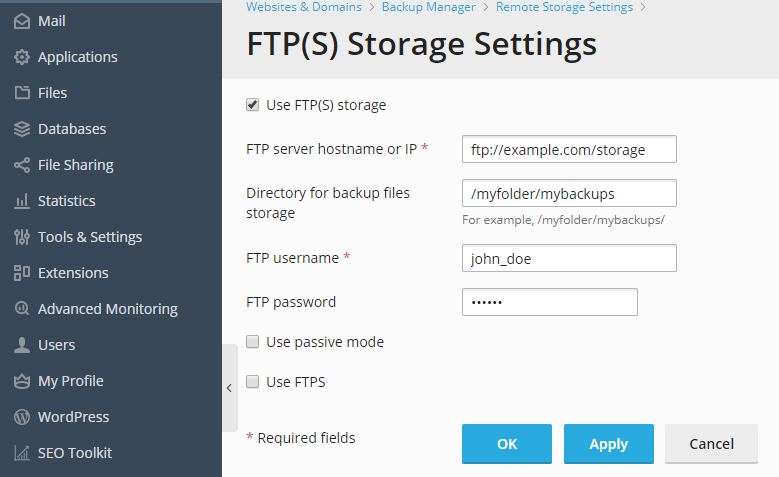 Mail
Applications
Files
Databases
File Sharing
Statistics
Tools & Settings
Extensions
Advanced Monitoring
Users
My Profile
WordPress
SEO Toolkit
Websites & Domains > Backup Manager > Remote Storage Settings >
FTP(S) Storage Settings
Use FTP(S) storage
FTP server hostname or IP * ftp://example.com/storage
Directory for backup files
storage
/myfolder/mybackups
For example, /myfolder/mybackups/
FTP username * john_doe
FTP password ••••••
Use passive mode
Use FTPS
* Required fields
OK Apply Cancel